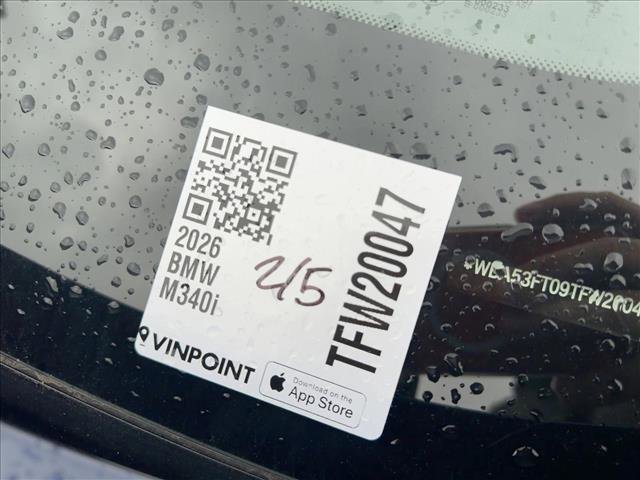 2026
BMW
M340i
2/5
TFW20047
VINPOINT
Download on the
App Store